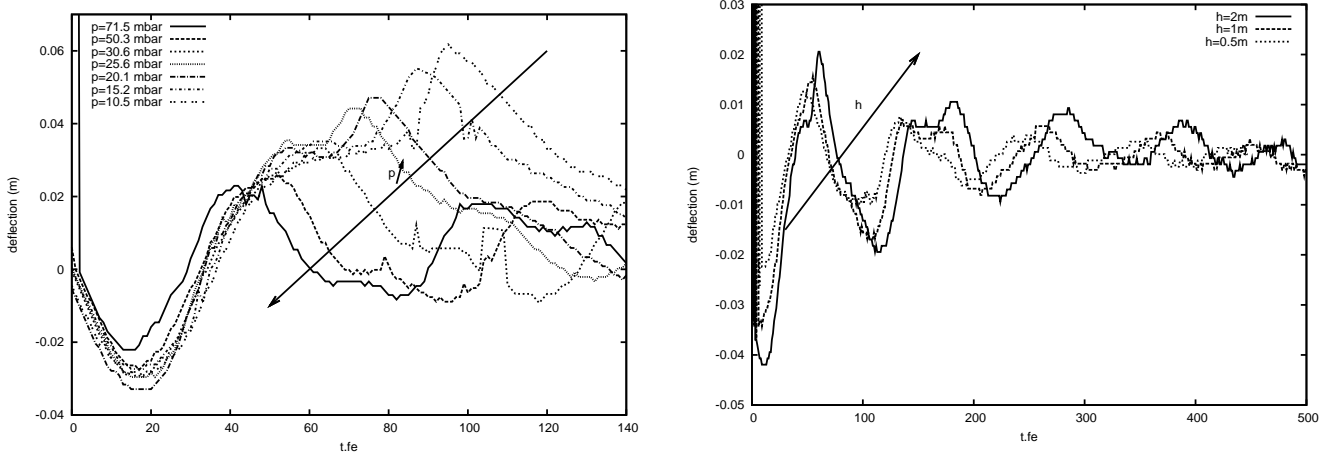 p=71.5 mbar
p=50.3 mbar
p=30.6 mbar
p=25.6 mbar
p=20.1 mbar
p=15.2 mbar
p=10.5 mbar
0.06
0.04
0.02
0
-0.02
-0.04
deflection (m)
p
0 20 40 60 80 100 120 140
t.fe
h=2m
h=1m
h=0.5m
0.03
0.02
0.01
0
-0.01
-0.02
-0.03
-0.04
-0.05
deflection (m)
h
0 100 200 300 400 500
t.fe